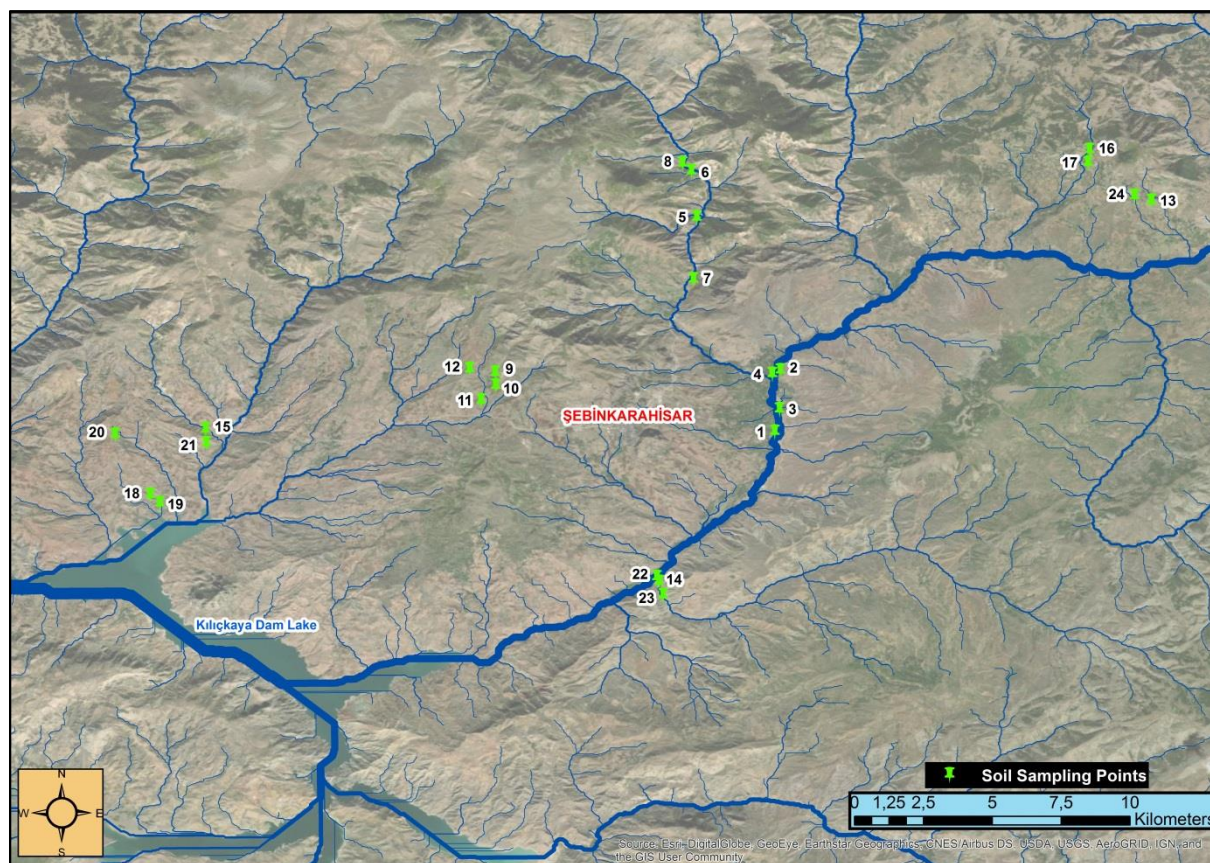 8
6
16
17
24
13
5
7
12
9
10
11
4
2
3
1
ŞEBİNKARAHİSAR
20
15
21
18
19
22
14
23
Kılıçkaya Dam Lake
N
W E
S
Soil Sampling Points
0 1,25 2,5 5 7,5 10
Kilometers
Source: Esri, DigitalGlobe, GeoEye, Earthstar Geographics, CNES/Airbus DS, USDA, USGS, AeroGRID, IGN, and
the GIS User Community